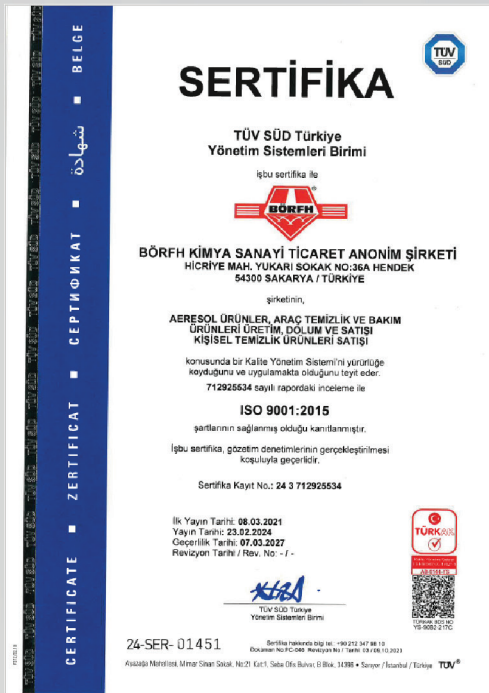 TÜV
SÜD
SERTİFİKA
TÜV SÜD Türkiye
Yönetim Sistemleri Birimi
işbu sertifika ile
BÖRFH
BÖRFH KİMYA SANAYİ TİCARET ANONİM ŞİRKETİ
HİCRİYE MAH. YUKARI SOKAK NO:36A HENDEK
54300 SAKARYA / TÜRKİYE
şirketinin,
AERESOL ÜRÜNLER, ARAÇ TEMİZLİK VE BAKIM
ÜRÜNLERİ ÜRETİM, DOLUM VE SATIŞI
KİŞİSEL TEMİZLİK ÜRÜNLERİ SATIŞI
konusunda bir Kalite Yönetim Sistemi'ni yürürlüğe
koyduğunu ve uygulamakta olduğunu teyit eder.
712925534 sayılı rapordaki inceleme ile
ISO 9001:2015
şartlarının sağlanmış olduğu kanıtlanmıştır.
İşbu sertifika, gözetim denetimlerinin gerçekleştirilmesi
koşuluyla geçerlidir.
Sertifika Kayıt No.: 24 3 712925534
İlk Yayın Tarihi: 08.03.2021
Yayın Tarihi: 23.02.2024
Geçerlilik Tarihi: 07.03.2027
Revizyon Tarihi / Rev. No: - / -
TÜV SÜD Türkiye
Yönetim Sistemleri Birimi
TÜRKAK
24-SER- 01451
CERTIFICATE ■ ZERTIFICAT ■ СЕРТИФИКАТ ■ شهادة ■ BELGE
TÜV®